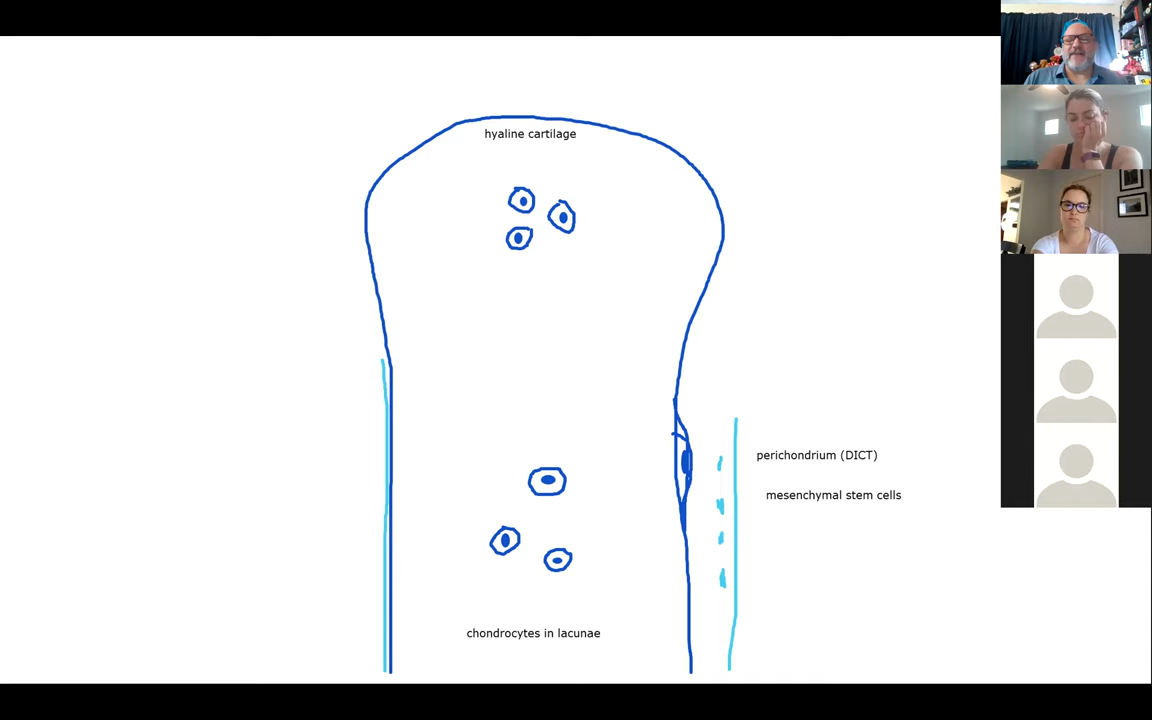 hyaline cartilage
perichondrium (DICT)
mesenchymal stem cells
chondrocytes in lacunae